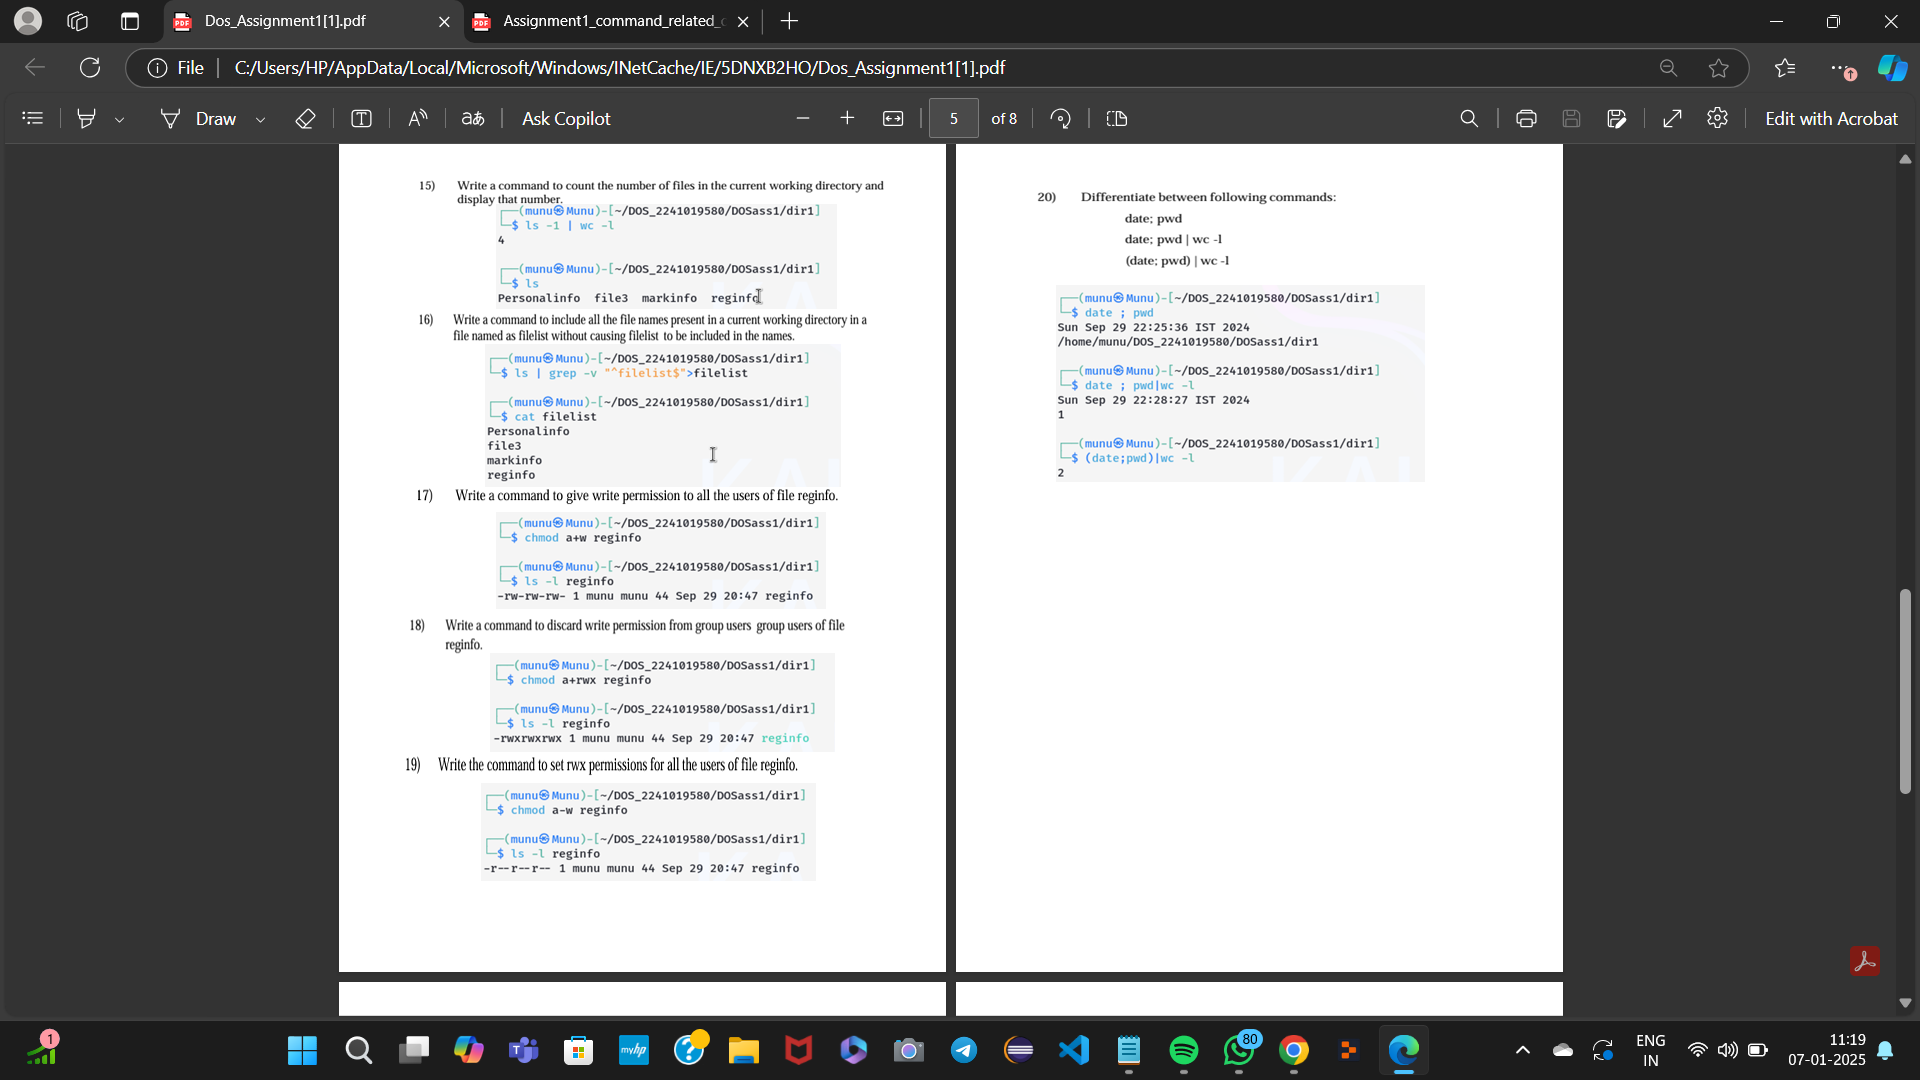 Dos_Assignment1[1].pdf
Assignment1_command_related_
File
C:/Users/HP/AppData/Local/Microsoft/Windows/INetCache/IE/5DNXB2HO/Dos_Assignment1[1].pdf
Draw
Ask Copilot
5 of 8
Edit with Acrobat
15) Write a command to count the number of files in the current working directory and
display that number.
(munu㉿Munu)-[~/DOS_2241019580/DOSass1/dir1]
$ ls -1 | wc -l
4
(munu㉿Munu)-[~/DOS_2241019580/DOSass1/dir1]
$ ls
Personalinfo file3 markinfo reginfo
16) Write a command to include all the file names present in a current working directory in a
file named as filelist without causing filelist to be included in the names.
(munu㉿Munu)-[~/DOS_2241019580/DOSass1/dir1]
$ ls | grep -v "^filelist$">filelist
(munu㉿Munu)-[~/DOS_2241019580/DOSass1/dir1]
$ cat filelist
Personalinfo
file3
markinfo
reginfo
17) Write a command to give write permission to all the users of file reginfo.
(munu㉿Munu)-[~/DOS_2241019580/DOSass1/dir1]
$ chmod a+w reginfo
(munu㉿Munu)-[~/DOS_2241019580/DOSass1/dir1]
$ ls -l reginfo
-rw-rw-rw- 1 munu munu 44 Sep 29 20:47 reginfo
18) Write a command to discard write permission from group users group users of file
reginfo.
(munu㉿Munu)-[~/DOS_2241019580/DOSass1/dir1]
$ chmod a+rwx reginfo
(munu㉿Munu)-[~/DOS_2241019580/DOSass1/dir1]
$ ls -l reginfo
-rwxrwxrwx 1 munu munu 44 Sep 29 20:47 reginfo
19) Write the command to set rwx permissions for all the users of file reginfo.
(munu㉿Munu)-[~/DOS_2241019580/DOSass1/dir1]
$ chmod a-w reginfo
(munu㉿Munu)-[~/DOS_2241019580/DOSass1/dir1]
$ ls -l reginfo
-r--r--r-- 1 munu munu 44 Sep 29 20:47 reginfo
20) Differentiate between following commands:
date; pwd
date; pwd | wc -l
(date; pwd) | wc -l
(munu㉿Munu)-[~/DOS_2241019580/DOSass1/dir1]
$ date ; pwd
Sun Sep 29 22:25:36 IST 2024
/home/munu/DOS_2241019580/DOSass1/dir1
(munu㉿Munu)-[~/DOS_2241019580/DOSass1/dir1]
$ date ; pwd|wc -l
Sun Sep 29 22:28:27 IST 2024
1
(munu㉿Munu)-[~/DOS_2241019580/DOSass1/dir1]
$ (date;pwd)|wc -l
2
1
myhp
80
ENG
IN
11:19
07-01-2025